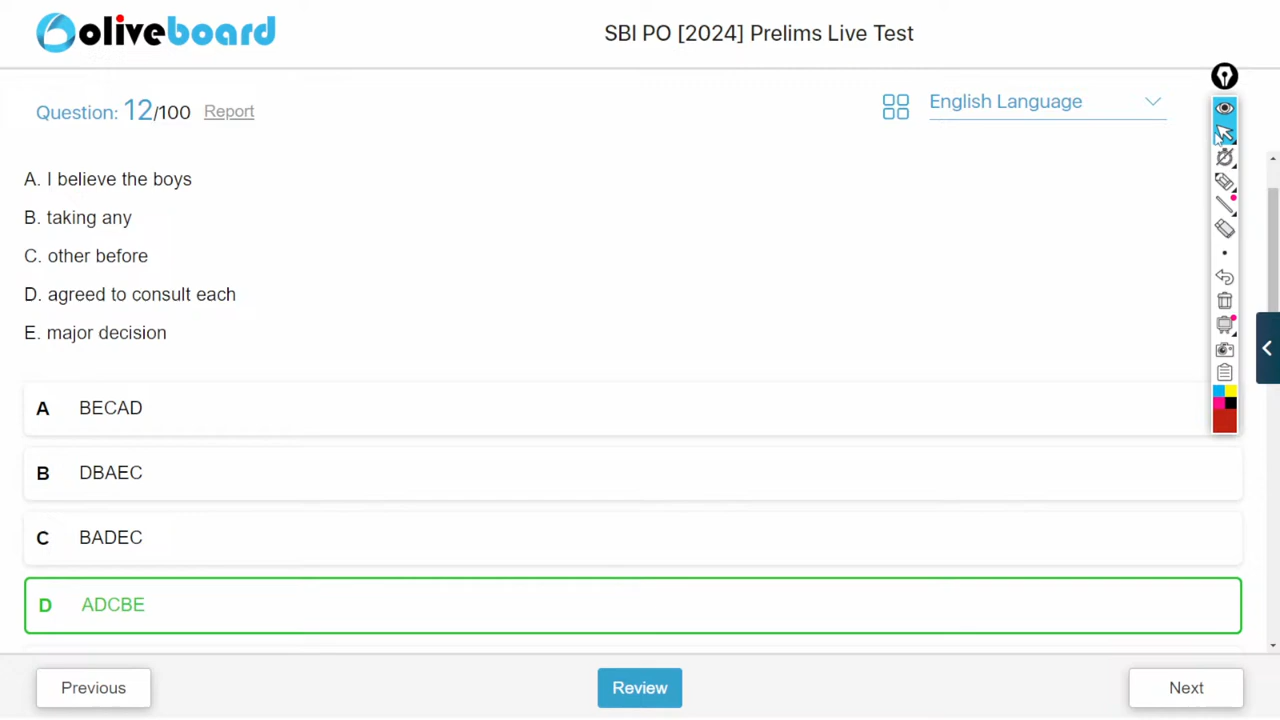 oliveboard
SBI PO [2024] Prelims Live Test
Question: 12/100 Report
English Language
A. I believe the boys
B. taking any
C. other before
D. agreed to consult each
E. major decision
A BECAD
B DBAEC
C BADEC
D ADCBE
Previous
Review
Next